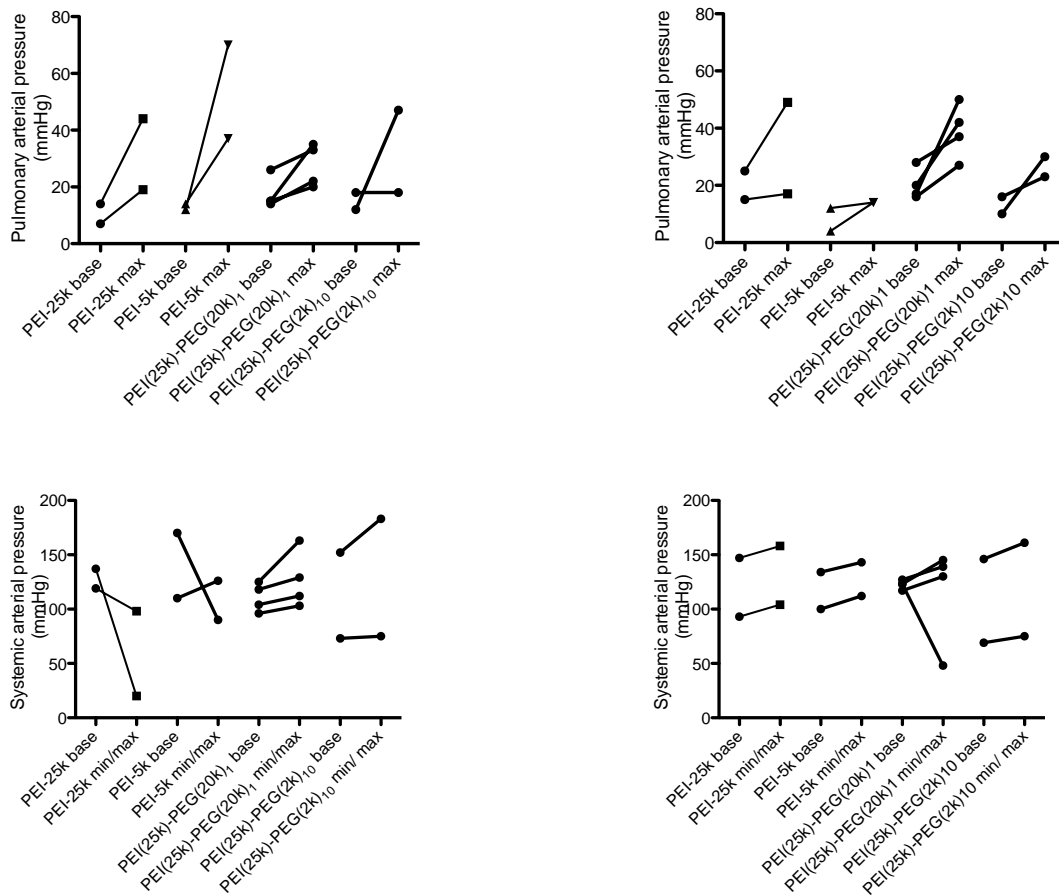 Pulmonary arterial pressure
(mmHg)
80
60
40
20
0
PEI-25k base
PEI-25k max
PEI-5k base
PEI-5k max
PEI(25k)-PEG(20k)₁ base
PEI(25k)-PEG(20k)₁ max
PEI(25k)-PEG(2k)₁₀ base
PEI(25k)-PEG(2k)₁₀ max
Pulmonary arterial pressure
(mmHg)
80
60
40
20
0
PEI-25k base
PEI-25k max
PEI-5k base
PEI-5k max
PEI(25k)-PEG(20k)1 base
PEI(25k)-PEG(20k)1 max
PEI(25k)-PEG(2k)10 base
PEI(25k)-PEG(2k)10 max
Systemic arterial pressure
(mmHg)
200
150
100
50
0
PEI-25k base
PEI-25k min/max
PEI-5k base
PEI-5k min/max
PEI(25k)-PEG(20k)₁ base
PEI(25k)-PEG(20k)₁ min/max
PEI(25k)-PEG(2k)₁₀ base
PEI(25k)-PEG(2k)₁₀ min/ max
Systemic arterial pressure
(mmHg)
200
150
100
50
0
PEI-25k base
PEI-25k min/max
PEI-5k base
PEI-5k min/max
PEI(25k)-PEG(20k)1 base
PEI(25k)-PEG(20k)1 min/max
PEI(25k)-PEG(2k)10 base
PEI(25k)-PEG(2k)10 min/ max